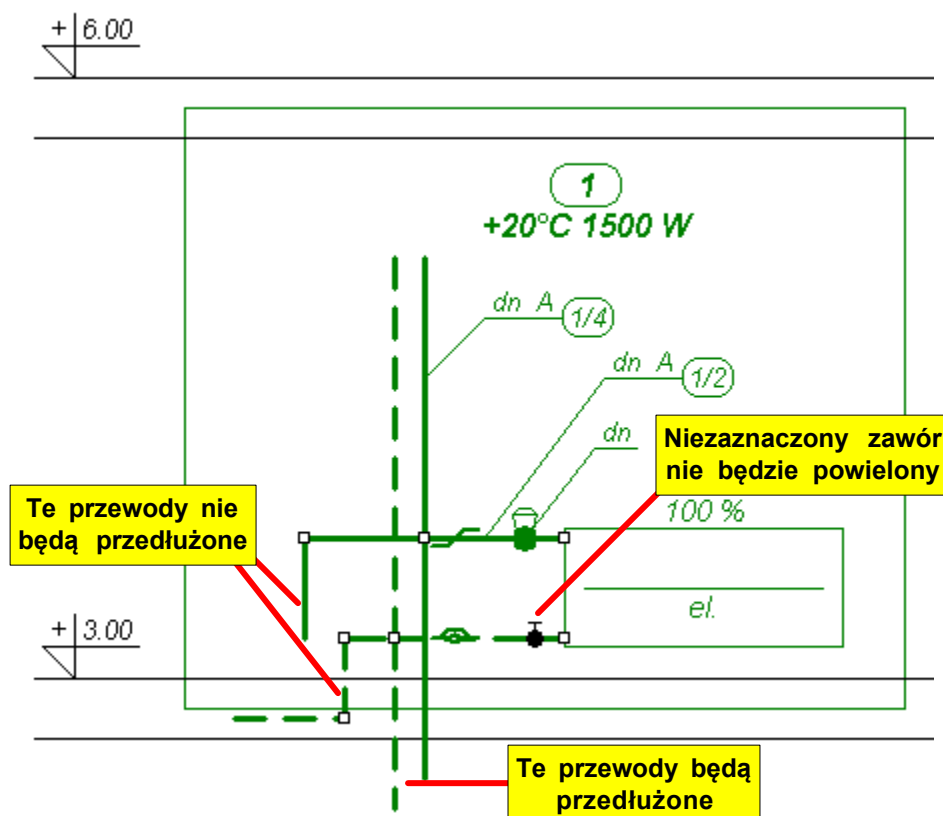 + 6.00
1
+20°C 1500 W
dn A 1/4
dn A 1/2
dn
Niezaznaczony zawór
nie będzie powielony
100 %
Te przewody nie
będą przedłużone
el.
+ 3.00
Te przewody będą
przedłużone